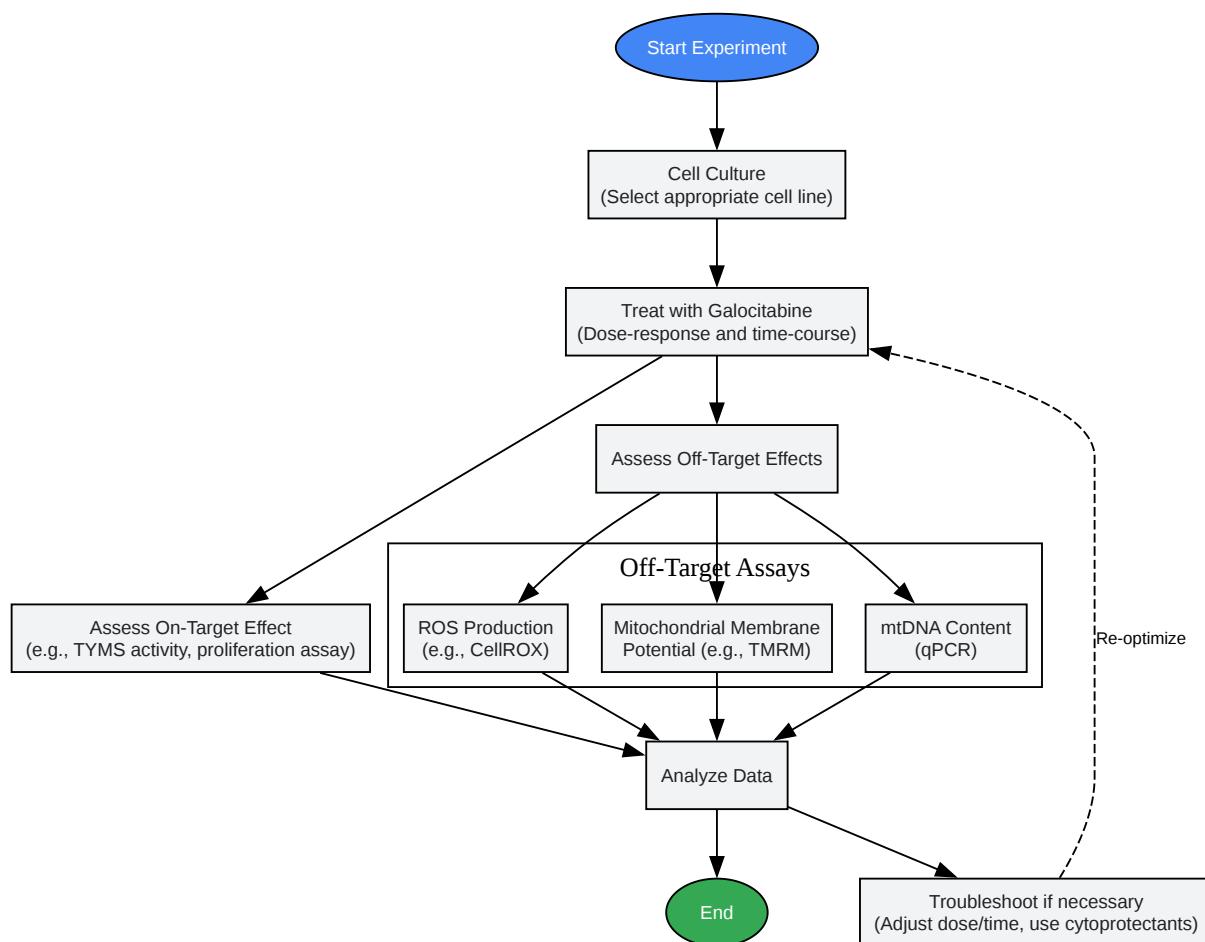 Start Experiment
Cell Culture
(Select appropriate cell line)
Treat with Galocitabine
(Dose-response and time-course)
Assess Off-Target Effects
Off-Target Assays
Assess On-Target Effect
(e.g., TYMS activity, proliferation assay)
ROS Production
(e.g., CellROX)
Mitochondrial Membrane
Potential (e.g., TMRM)
mtDNA Content
(qPCR)
Re-optimize
Analyze Data
End
Troubleshoot if necessary
(Adjust dose/time, use cytoprotectants)